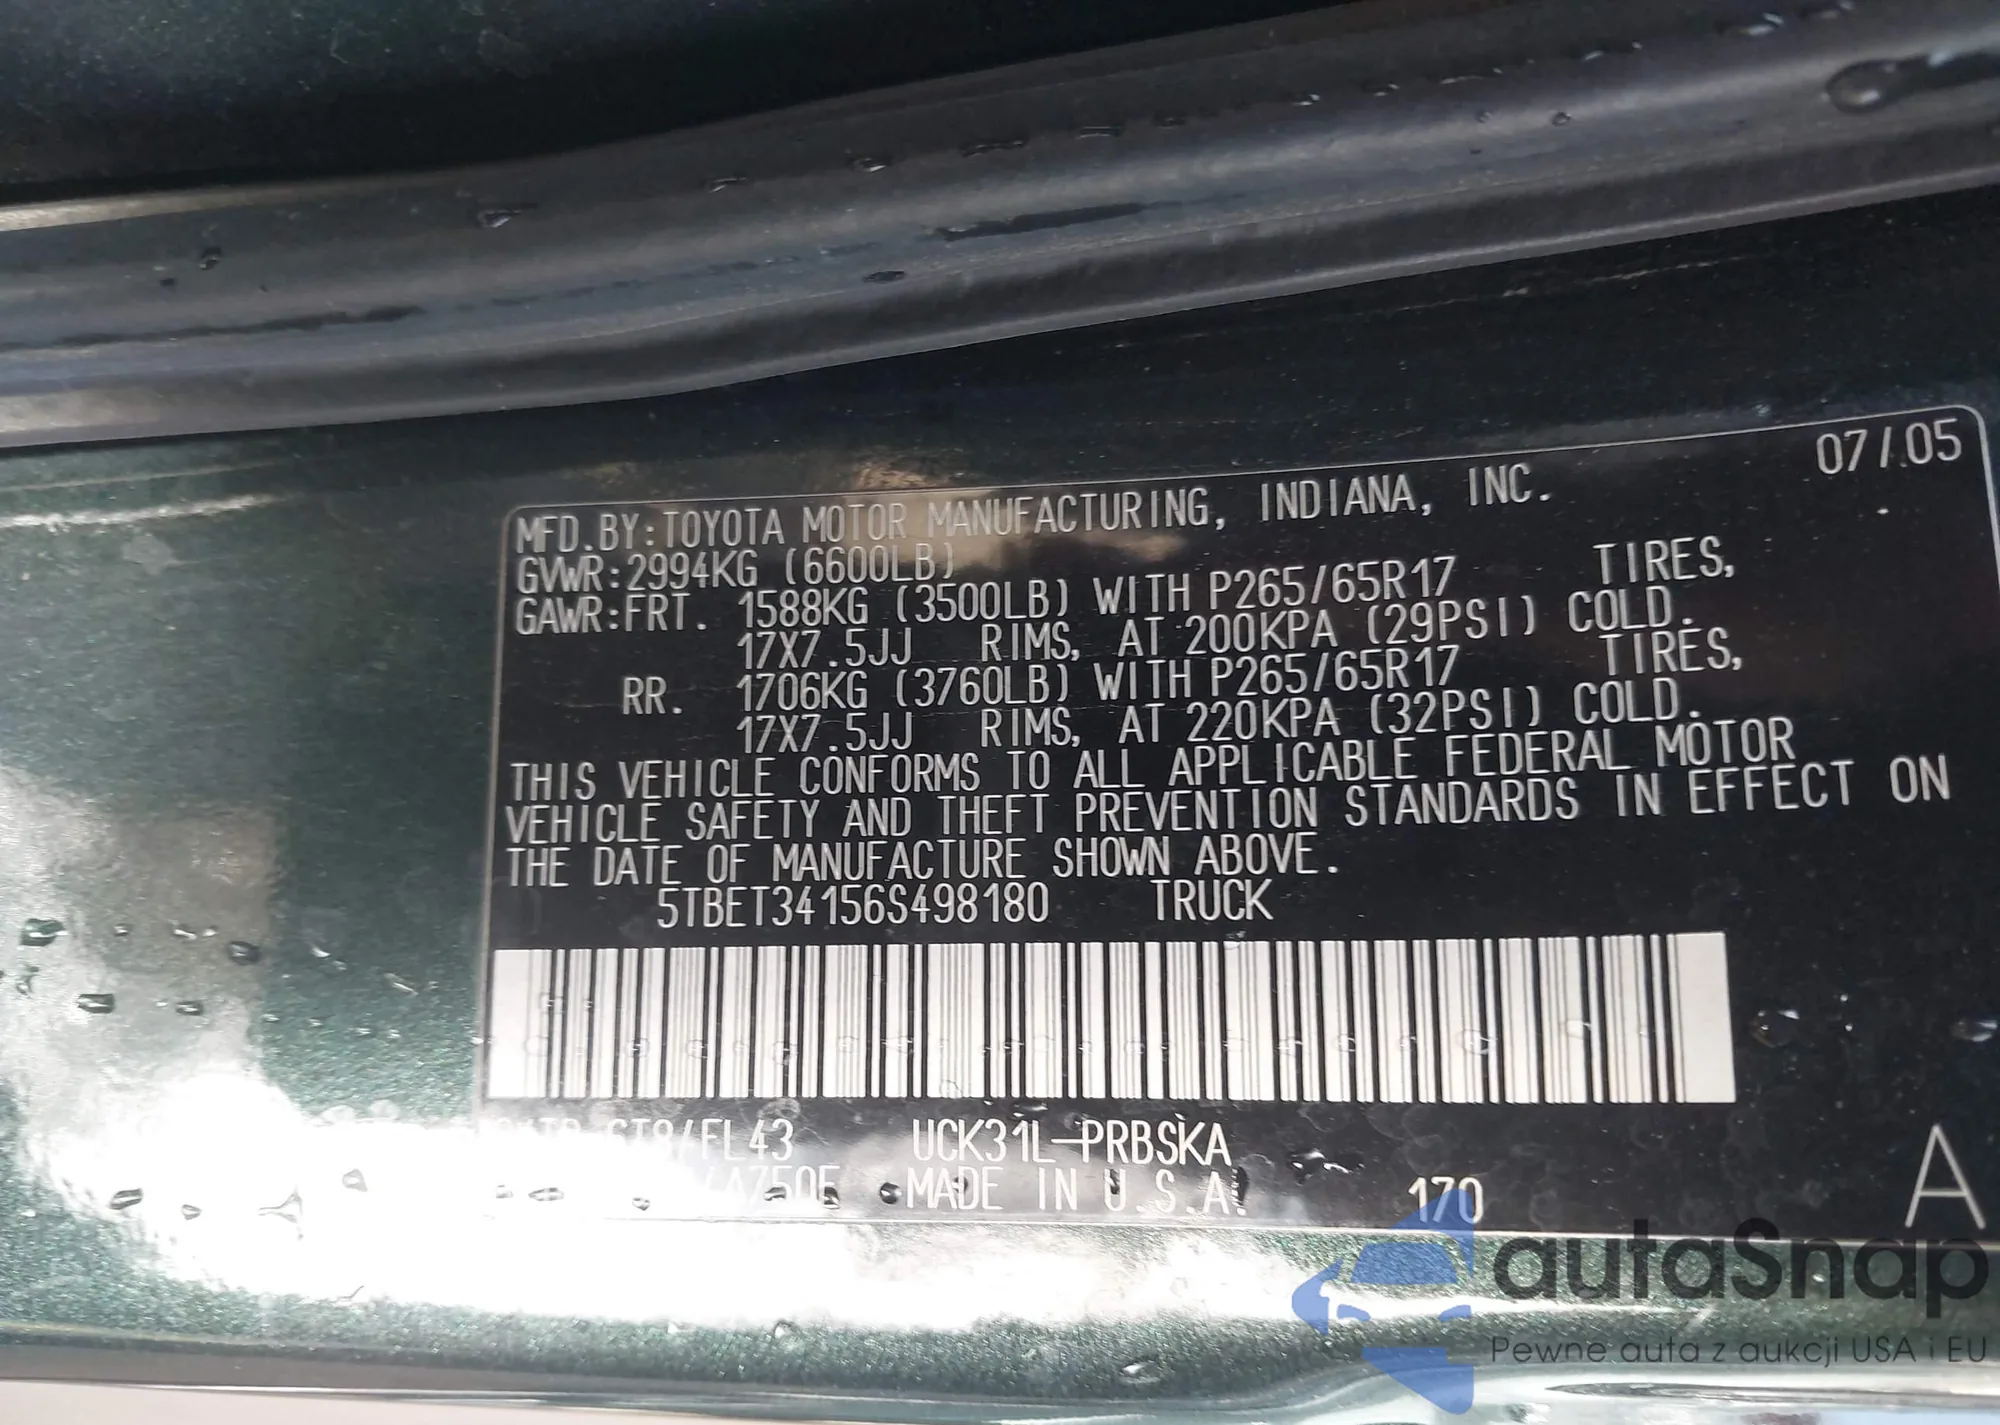 07/05
MFD.BY:TOYOTA MOTOR MANUFACTURING, INDIANA, INC.
GVWR:2994KG (6600LB)
GAWR:FRT. 1588KG (3500LB) WITH P265/65R17 TIRES,
17X7.5JJ RIMS, AT 200KPA (29PSI) COLD.
RR. 1706KG (3760LB) WITH P265/65R17 TIRES,
17X7.5JJ RIMS, AT 220KPA (32PSI) COLD.
THIS VEHICLE CONFORMS TO ALL APPLICABLE FEDERAL MOTOR
VEHICLE SAFETY AND THEFT PREVENTION STANDARDS IN EFFECT ON
THE DATE OF MANUFACTURE SHOWN ABOVE.
5TBET34156S498180 TRUCK
/FL43 UCK31L-PRBSKA
MADE IN U.S.A. 170 A
autaSnap
Pewne auta z aukcji USA i EU